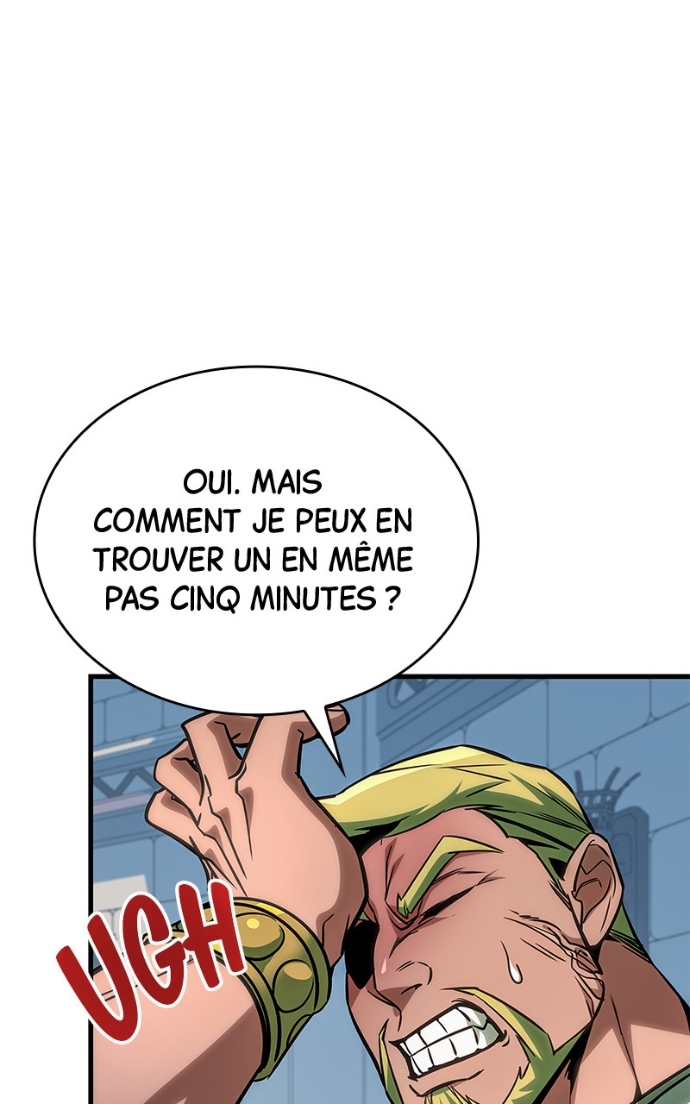 OUI. MAIS
COMMENT JE PEUX EN
TROUVER UN EN MÊME
PAS CINQ MINUTES ?
UGH